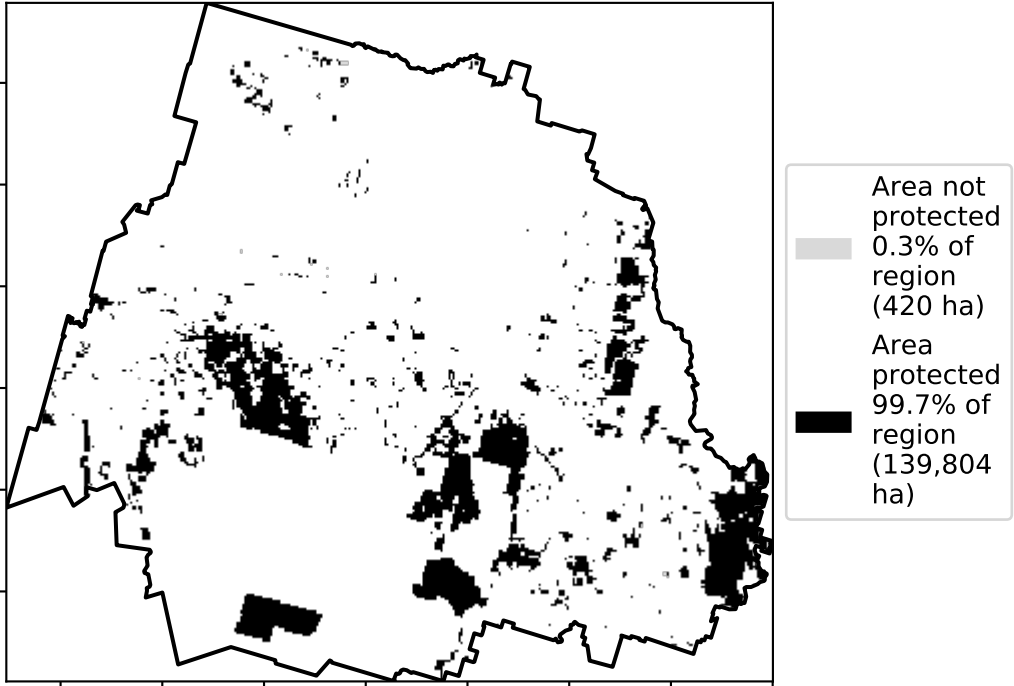 Area not
protected
0.3% of
region
(420 ha)
Area
protected
99.7% of
region
(139,804
ha)